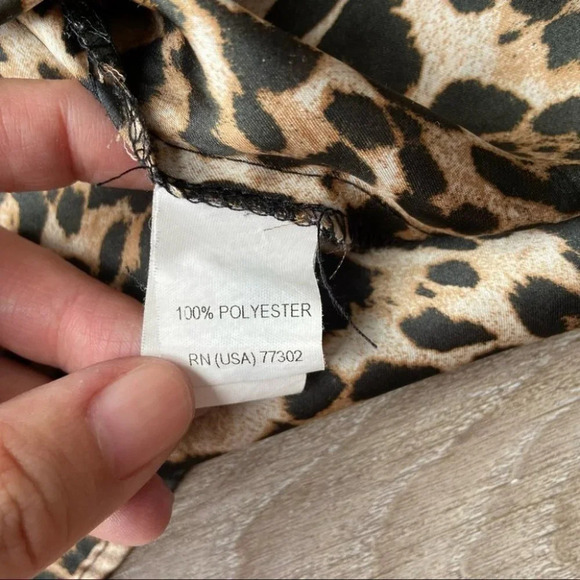 100% POLYESTER
RN (USA) 77302